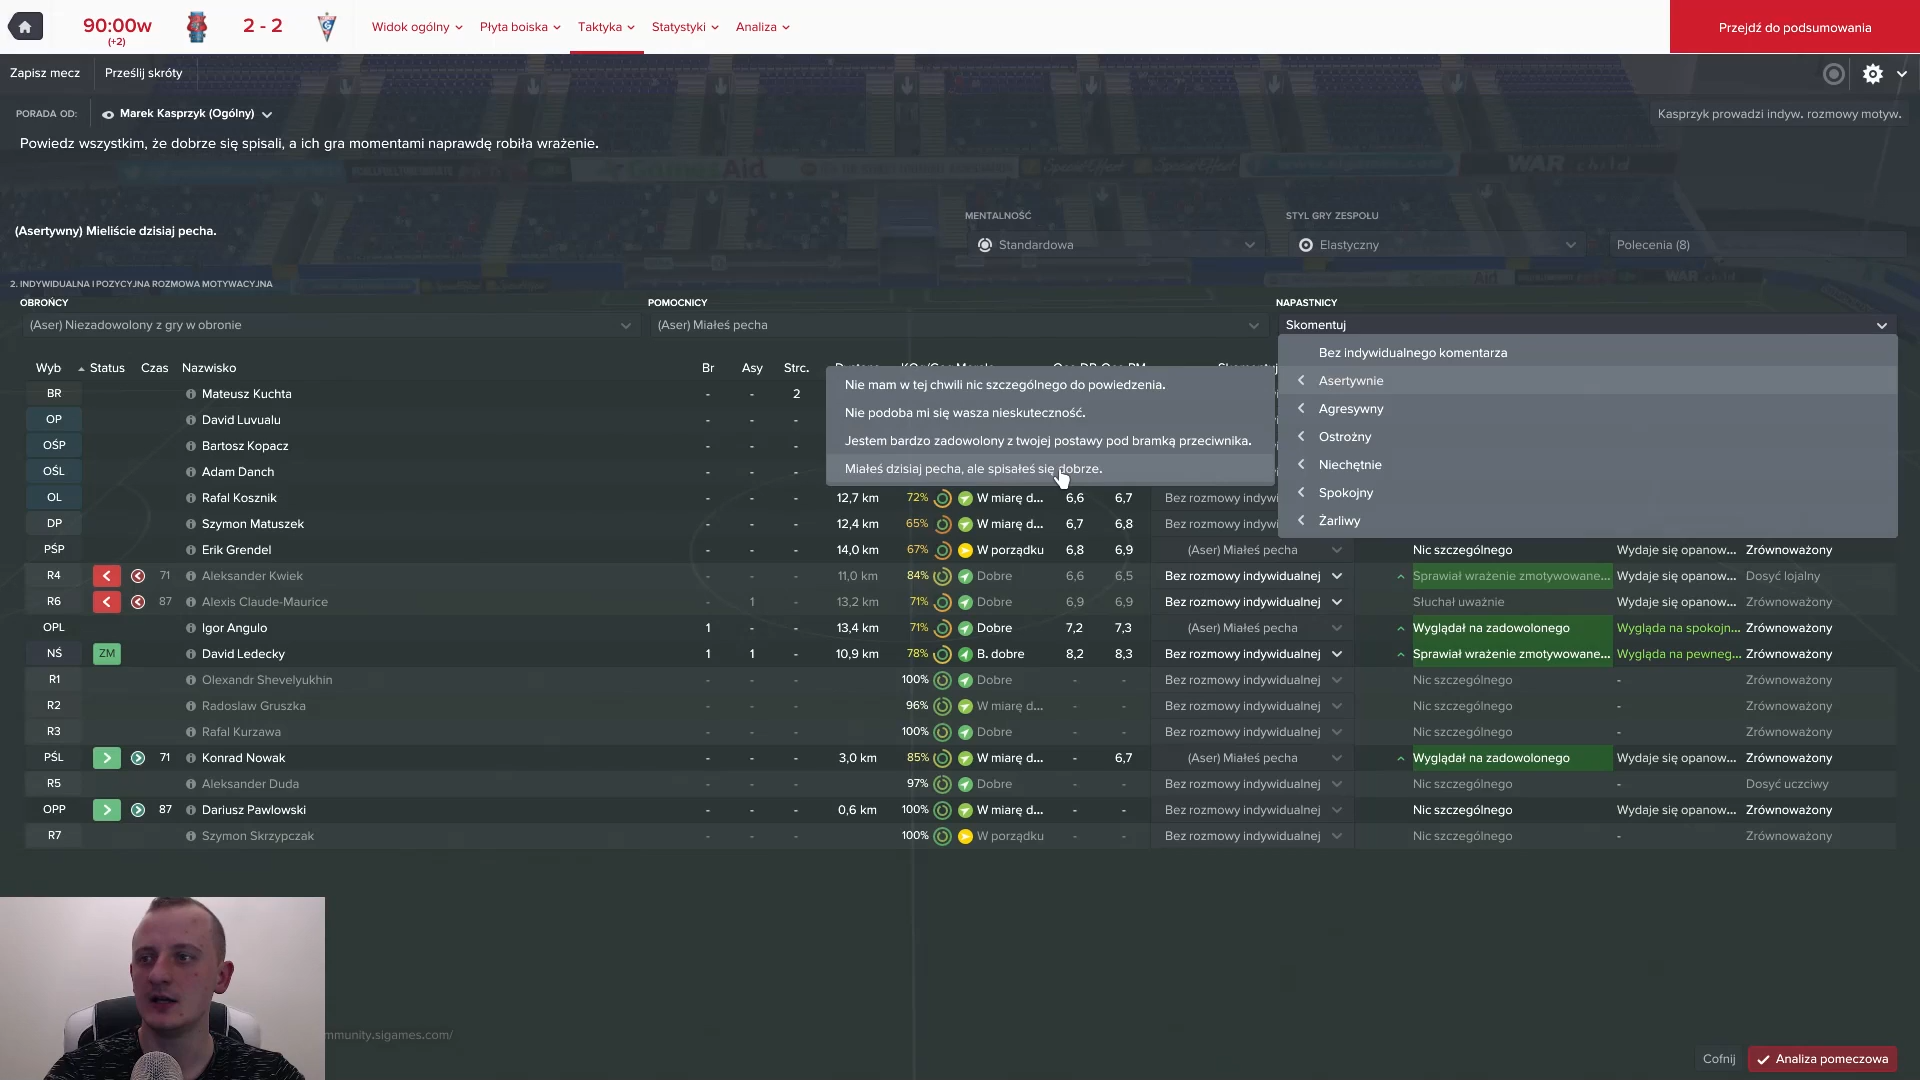 90:00w
(+2)
2 - 2
Widok ogólny
Płyta boiska
Taktyka
Statystyki
Analiza
Przejdź do podsumowania
Zapisz mecz
Prześlij skróty
PORADA OD:
Marek Kasprzyk (Ogólny)
Kasprzyk prowadzi indyw. rozmowy motyw.
Powiedz wszystkim, że dobrze się spisali, a ich gra momentami naprawdę robiła wrażenie.
MENTALNOŚĆ
STYL GRY ZESPOŁU
(Asertywny) Mieliście dzisiaj pecha.
Standardowa
Elastyczny
Polecenia (8)
2. INDYWIDUALNA I POZYCYJNA ROZMOWA MOTYWACYJNA
OBROŃCY
POMOCNICY
NAPASTNICY
(Aser) Niezadowolony z gry w obronie
(Aser) Miałeś pecha
Skomentuj
Bez indywidualnego komentarza
Asertywnie
Agresywny
Ostrożny
Niechętnie
Spokojny
Żarliwy
Nie mam w tej chwili nic szczególnego do powiedzenia.
Nie podoba mi się wasza nieskuteczność.
Jestem bardzo zadowolony z twojej postawy pod bramką przeciwnika.
Miałeś dzisiaj pecha, ale spisałeś się dobrze.
Wyb Status Czas Nazwisko Br Asy Strc.
BR Mateusz Kuchta - - 2
OP David Luvualu - - -
OŚP Bartosz Kopacz - - -
OŚL Adam Danch - - -
OL Rafal Kosznik - - - 12,7 km 72% W miarę d... 6,6 6,7 Bez rozmowy indywidualnej
DP Szymon Matuszek - - - 12,4 km 65% W miarę d... 6,7 6,8 Bez rozmowy indywidualnej
PŚP Erik Grendel - - - 14,0 km 67% W porządku 6,8 6,9 (Aser) Miałeś pecha Nic szczególnego Wydaje się opanow... Zrównoważony
R4 71 Aleksander Kwiek - - - 11,0 km 84% Dobre 6,6 6,5 Bez rozmowy indywidualnej Sprawiał wrażenie zmotywowane... Wydaje się opanow... Dosyć lojalny
R6 87 Alexis Claude-Maurice - 1 - 13,2 km 71% Dobre 6,9 6,9 Bez rozmowy indywidualnej Słuchał uważnie Wydaje się opanow... Zrównoważony
OPL Igor Angulo 1 - - 13,4 km 71% Dobre 7,2 7,3 (Aser) Miałeś pecha Wyglądał na zadowolonego Wygląda na spokojn... Zrównoważony
NŚ ZM David Ledecky 1 1 - 10,9 km 78% B. dobre 8,2 8,3 Bez rozmowy indywidualnej Sprawiał wrażenie zmotywowane... Wygląda na pewneg... Zrównoważony
R1 Olexandr Shevelyukhin - - - 100% Dobre - - Bez rozmowy indywidualnej Nic szczególnego - Zrównoważony
R2 Radoslaw Gruszka - - - 96% W miarę d... - - Bez rozmowy indywidualnej Nic szczególnego - Zrównoważony
R3 Rafal Kurzawa - - - 100% Dobre - - Bez rozmowy indywidualnej Nic szczególnego - Zrównoważony
PŚL 71 Konrad Nowak - - - 3,0 km 85% W miarę d... - 6,7 (Aser) Miałeś pecha Wyglądał na zadowolonego Wydaje się opanow... Zrównoważony
R5 Aleksander Duda - - - 97% Dobre - - Bez rozmowy indywidualnej Nic szczególnego - Dosyć uczciwy
OPP 87 Dariusz Pawlowski - - - 0,6 km 100% W miarę d... - - Bez rozmowy indywidualnej Nic szczególnego Wydaje się opanow... Zrównoważony
R7 Szymon Skrzypczak - - - 100% W porządku - - Bez rozmowy indywidualnej Nic szczególnego - Zrównoważony
mmunity.sigames.com/
Cofnij
Analiza pomeczowa